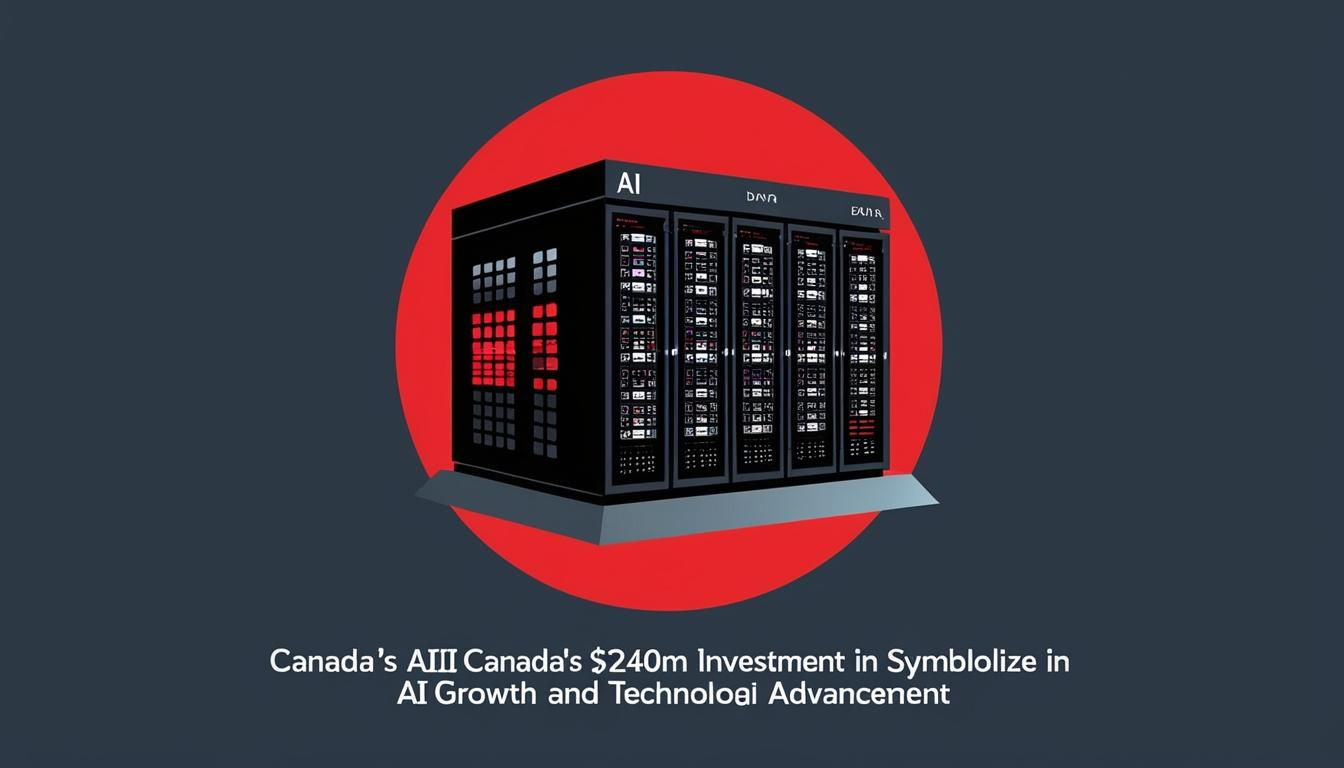 AI
Canada's AIII Canada's $240m Investment in Symblolize in
AI Growth and Technologi Advancenent